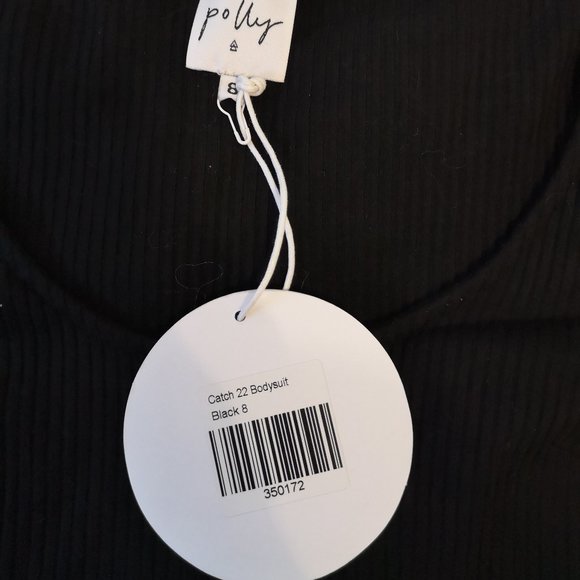 polly
8
Catch 22 Bodysuit
Black 8
350172